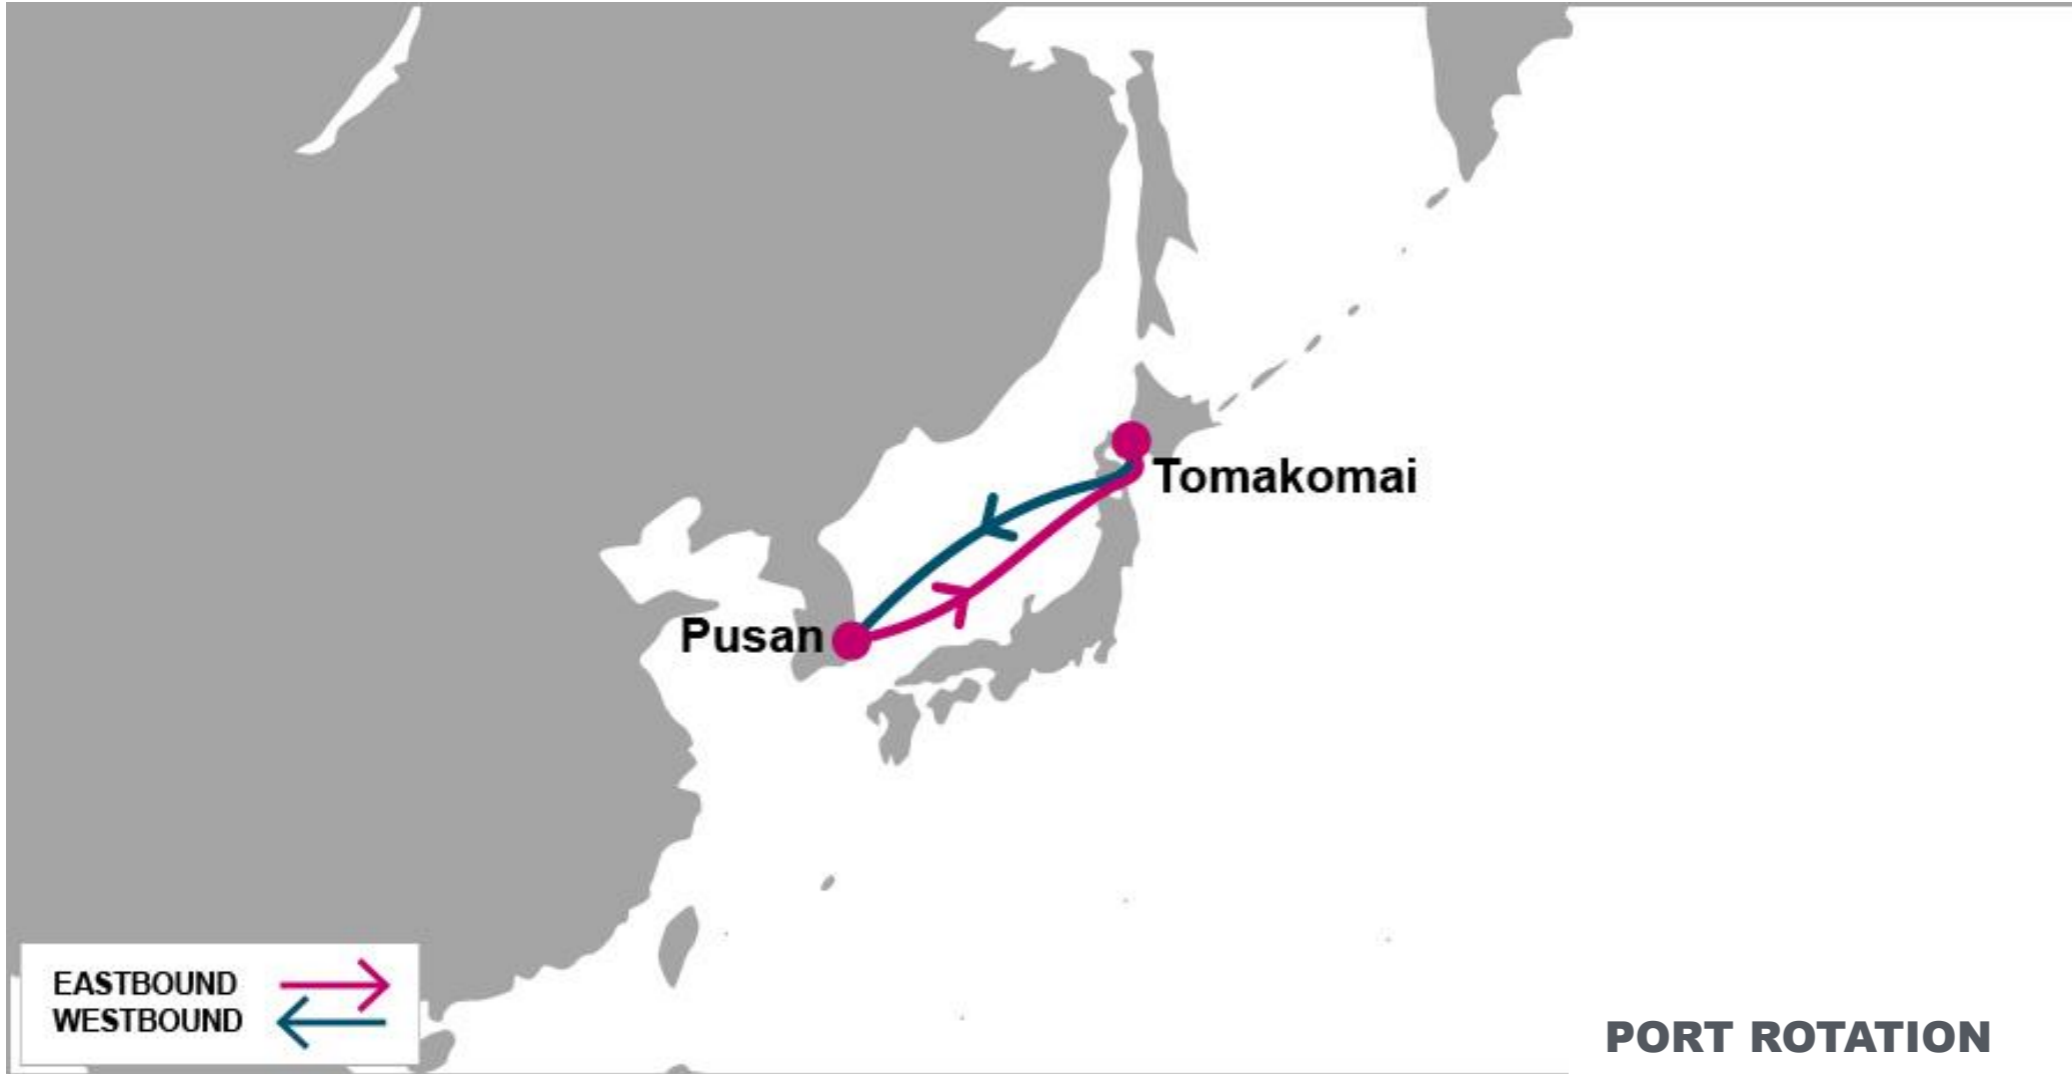 Tomakomai
Pusan
EASTBOUND
WESTBOUND
PORT ROTATION